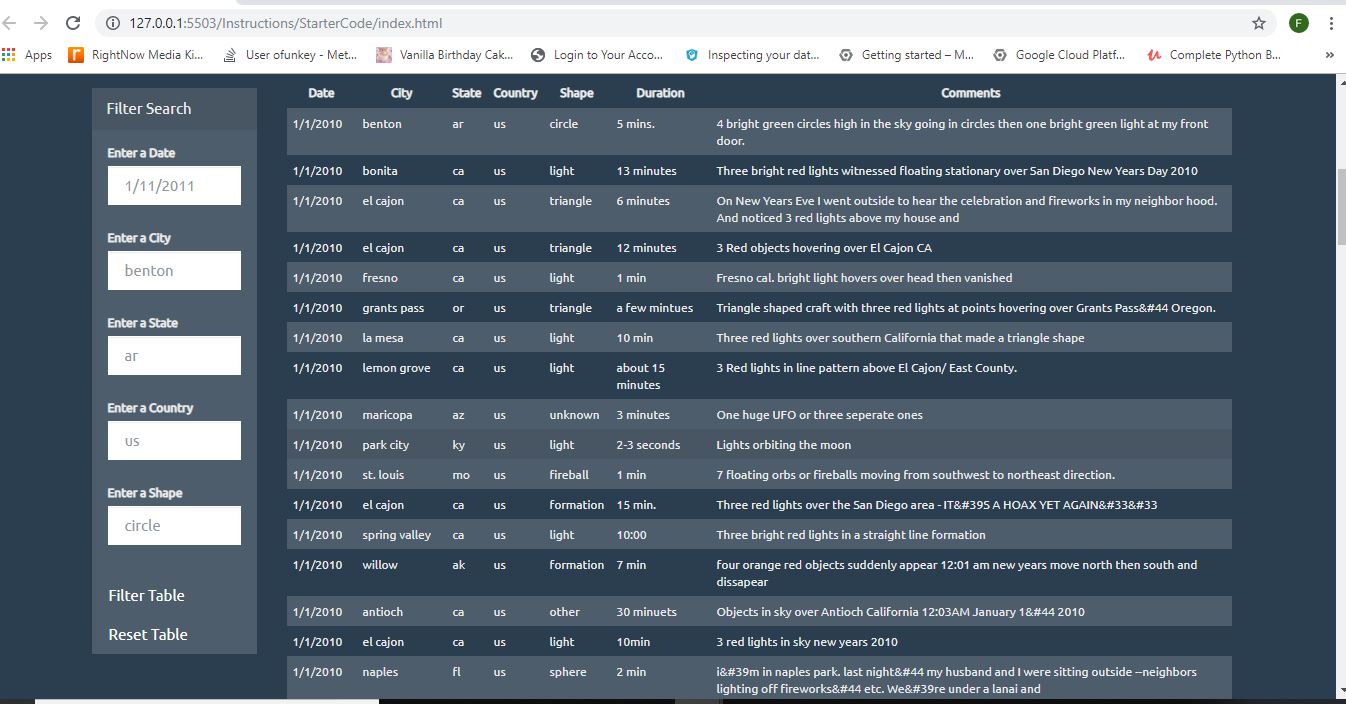 127.0.0.1:5503/Instructions/StarterCode/index.html
F
Apps RightNow Media Ki... User ofunkey - Met... Vanilla Birthday Cak... Login to Your Acco... Inspecting your dat... Getting started – M... Google Cloud Platf... Complete Python B... »
Filter Search
Enter a Date
1/11/2011
Enter a City
benton
Enter a State
ar
Enter a Country
us
Enter a Shape
circle
Filter Table
Reset Table
Date City State Country Shape Duration Comments
1/1/2010 benton ar us circle 5 mins. 4 bright green circles high in the sky going in circles then one bright green light at my front
door.
1/1/2010 bonita ca us light 13 minutes Three bright red lights witnessed floating stationary over San Diego New Years Day 2010
1/1/2010 el cajon ca us triangle 6 minutes On New Years Eve I went outside to hear the celebration and fireworks in my neighbor hood.
And noticed 3 red lights above my house and
1/1/2010 el cajon ca us triangle 12 minutes 3 Red objects hovering over El Cajon CA
1/1/2010 fresno ca us light 1 min Fresno cal. bright light hovers over head then vanished
1/1/2010 grants pass or us triangle a few mintues Triangle shaped craft with three red lights at points hovering over Grants Pass&#44 Oregon.
1/1/2010 la mesa ca us light 10 min Three red lights over southern California that made a triangle shape
1/1/2010 lemon grove ca us light about 15 3 Red lights in line pattern above El Cajon/ East County.
minutes
1/1/2010 maricopa az us unknown 3 minutes One huge UFO or three seperate ones
1/1/2010 park city ky us light 2-3 seconds Lights orbiting the moon
1/1/2010 st. louis mo us fireball 1 min 7 floating orbs or fireballs moving from southwest to northeast direction.
1/1/2010 el cajon ca us formation 15 min. Three red lights over the San Diego area - IT&#39S A HOAX YET AGAIN&#33&#33
1/1/2010 spring valley ca us light 10:00 Three bright red lights in a straight line formation
1/1/2010 willow ak us formation 7 min four orange red objects suddenly appear 12:01 am new years move north then south and
dissapear
1/1/2010 antioch ca us other 30 minuets Objects in sky over Antioch California 12:03AM January 1&#44 2010
1/1/2010 el cajon ca us light 10min 3 red lights in sky new years 2010
1/1/2010 naples fl us sphere 2 min i&#39m in naples park. last night&#44 my husband and I were sitting outside --neighbors
lighting off fireworks&#44 etc. We&#39re under a lanai and